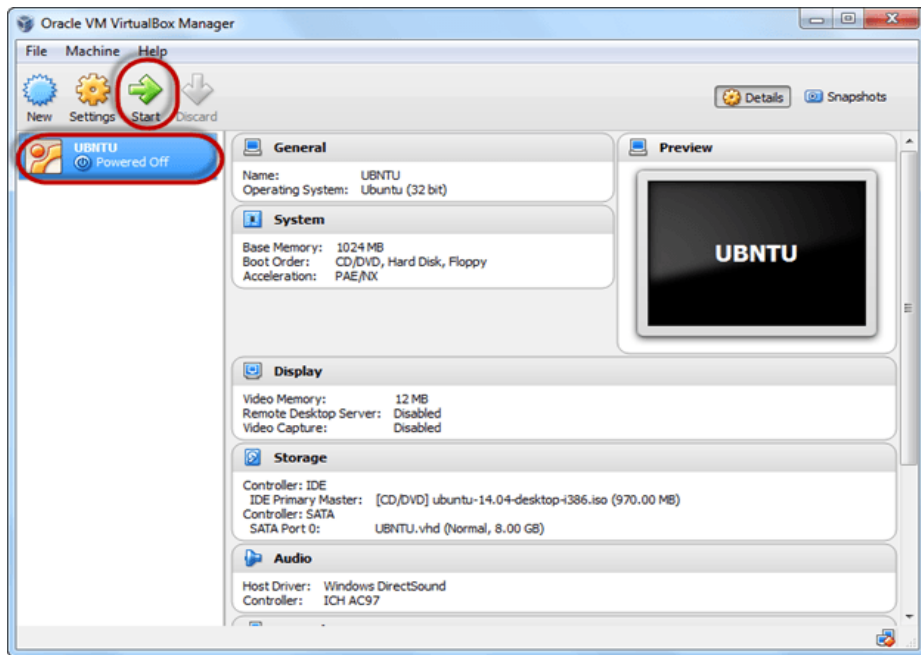 Oracle VM VirtualBox Manager
File Machine Help
New Settings Start Discard
Details Snapshots
UBNTU
Powered Off
General
Name: UBNTU
Operating System: Ubuntu (32 bit)
System
Base Memory: 1024 MB
Boot Order: CD/DVD, Hard Disk, Floppy
Acceleration: PAE/NX
Preview
UBNTU
Display
Video Memory: 12 MB
Remote Desktop Server: Disabled
Video Capture: Disabled
Storage
Controller: IDE
IDE Primary Master: [CD/DVD] ubuntu-14.04-desktop-i386.iso (970.00 MB)
Controller: SATA
SATA Port 0: UBNTU.vhd (Normal, 8.00 GB)
Audio
Host Driver: Windows DirectSound
Controller: ICH AC97